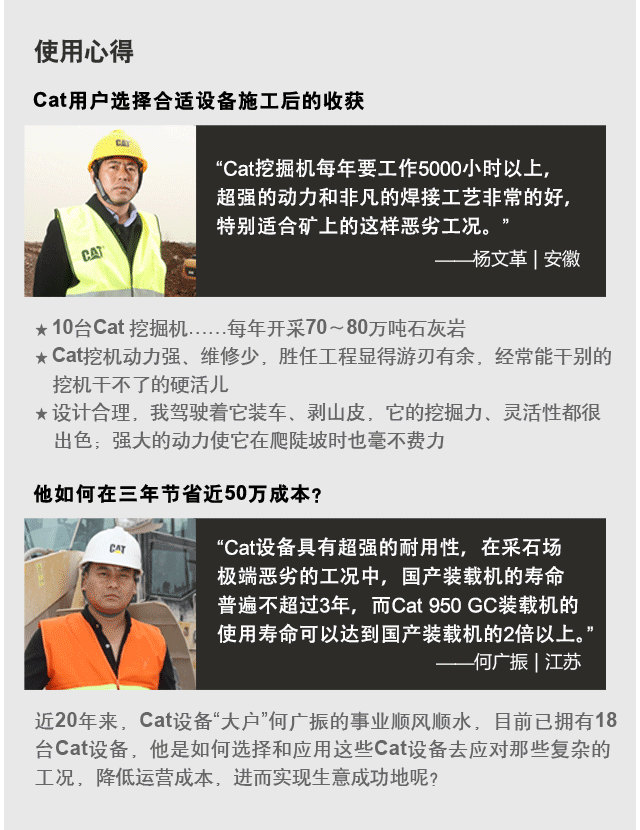 使用心得
Cat用户选择合适设备施工后的收获
CAT
CAT
“Cat挖掘机每年要工作5000小时以上，
超强的动力和非凡的焊接工艺非常的好，
特别适合矿上的这样恶劣工况。”
——杨文革 | 安徽
★ 10台Cat 挖掘机……每年开采70～80万吨石灰岩
★ Cat挖机动力强、维修少，胜任工程显得游刃有余，经常能干别的
挖机干不了的硬活儿
★ 设计合理，我驾驶着它装车、剥山皮，它的挖掘力、灵活性都很
出色；强大的动力使它在爬陡坡时也毫不费力
他如何在三年节省近50万成本？
CAT
“Cat设备具有超强的耐用性，在采石场
极端恶劣的工况中，国产装载机的寿命
普遍不超过3年，而Cat 950 GC装载机的
使用寿命可以达到国产装载机的2倍以上。”
——何广振 | 江苏
近20年来，Cat设备“大户”何广振的事业顺风顺水，目前已拥有18
台Cat设备，他是如何选择和应用这些Cat设备去应对那些复杂的
工况，降低运营成本，进而实现生意成功地呢？